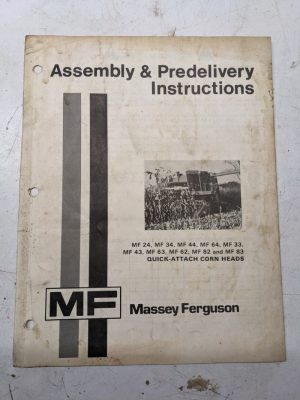 Assembly & Predelivery
Instructions
MF 24, MF 34, MF 44, MF 64, MF 33,
MF 43, MF 63, MF 62, MF 82 and MF 83
QUICK-ATTACH CORN HEADS
MF
Massey Ferguson